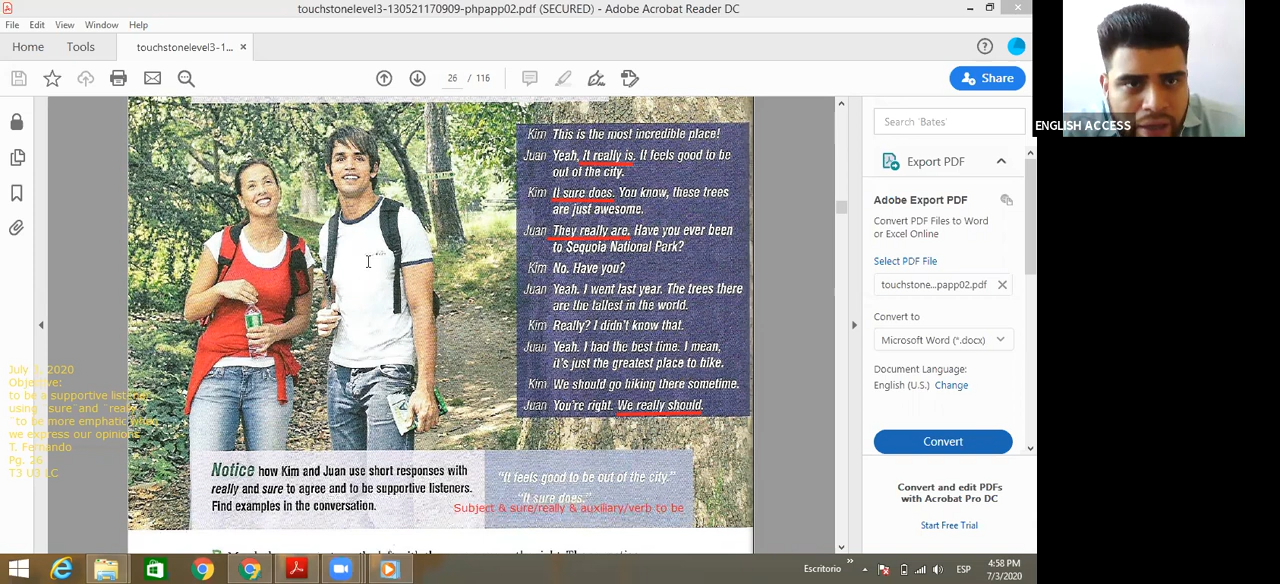 touchstonelevel3-130521170909-phpapp02.pdf (SECURED) - Adobe Acrobat Reader DC
File Edit View Window Help
Home Tools touchstonelevel3-1... ×
26 / 116
Share
ENGLISH ACCESS
Kim This is the most incredible place!
Juan Yeah, it really is. It feels good to be
out of the city.
Kim It sure does. You know, these trees
are just awesome.
Juan They really are. Have you ever been
to Sequoia National Park?
Kim No. Have you?
Juan Yeah. I went last year. The trees there
are the tallest in the world.
Kim Really? I didn't know that.
Juan Yeah. I had the best time. I mean,
it's just the greatest place to hike.
Kim We should go hiking there sometime.
Juan You're right. We really should.
July 3, 2020
Objective:
to be a supportive listener
using ¨sure¨and ¨really
¨to be more emphatic when
we express our opinions
T. Fernando
Pg. 26
T3 U3 LC
Notice how Kim and Juan use short responses with
really and sure to agree and to be supportive listeners.
Find examples in the conversation.
"It feels good to be out of the city."
"It sure does."
Subject & sure/really & auxiliary/verb to be
Search 'Bates'
Export PDF
Adobe Export PDF
Convert PDF Files to Word
or Excel Online
Select PDF File
touchstone...papp02.pdf
Convert to
Microsoft Word (*.docx)
Document Language:
English (U.S.) Change
Convert
Convert and edit PDFs
with Acrobat Pro DC
Start Free Trial
Escritorio
ESP
4:58 PM
7/3/2020